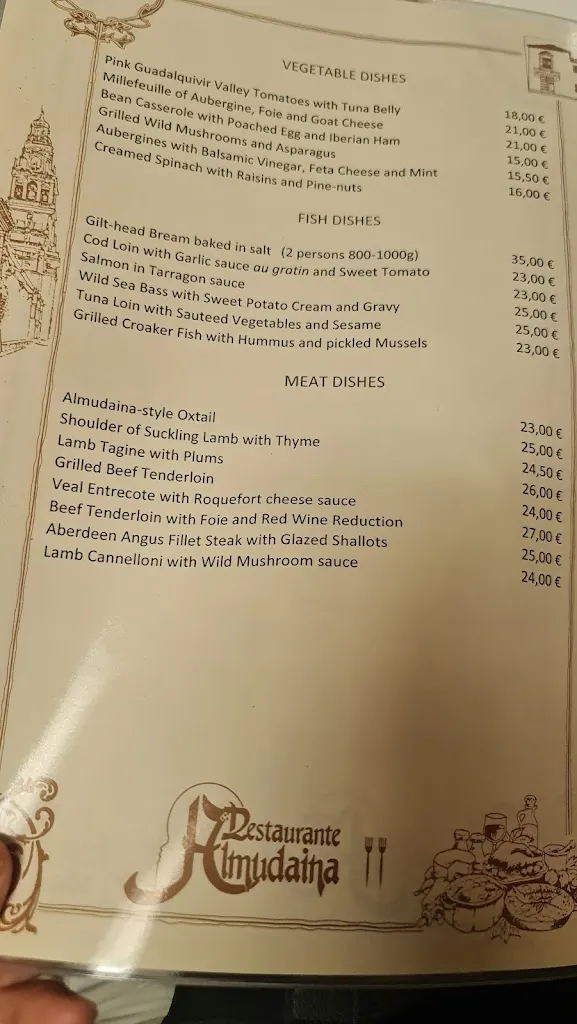 VEGETABLE DISHES
Pink Guadalquivir Valley Tomatoes with Tuna Belly 18,00 €
Millefeuille of Aubergine, Foie and Goat Cheese 21,00 €
Bean Casserole with Poached Egg and Iberian Ham 21,00 €
Grilled Wild Mushrooms and Asparagus 15,00 €
Aubergines with Balsamic Vinegar, Feta Cheese and Mint 15,50 €
Creamed Spinach with Raisins and Pine-nuts 16,00 €
FISH DISHES
Gilt-head Bream baked in salt (2 persons 800-1000g) 35,00 €
Cod Loin with Garlic sauce au gratin and Sweet Tomato 23,00 €
Salmon in Tarragon sauce 23,00 €
Wild Sea Bass with Sweet Potato Cream and Gravy 25,00 €
Tuna Loin with Sauteed Vegetables and Sesame 25,00 €
Grilled Croaker Fish with Hummus and pickled Mussels 23,00 €
MEAT DISHES
Almudaina-style Oxtail 23,00 €
Shoulder of Suckling Lamb with Thyme 25,00 €
Lamb Tagine with Plums 24,50 €
Grilled Beef Tenderloin 26,00 €
Veal Entrecote with Roquefort cheese sauce 24,00 €
Beef Tenderloin with Foie and Red Wine Reduction 27,00 €
Aberdeen Angus Fillet Steak with Glazed Shallots 25,00 €
Lamb Cannelloni with Wild Mushroom sauce 24,00 €
Restaurante
Almudaina